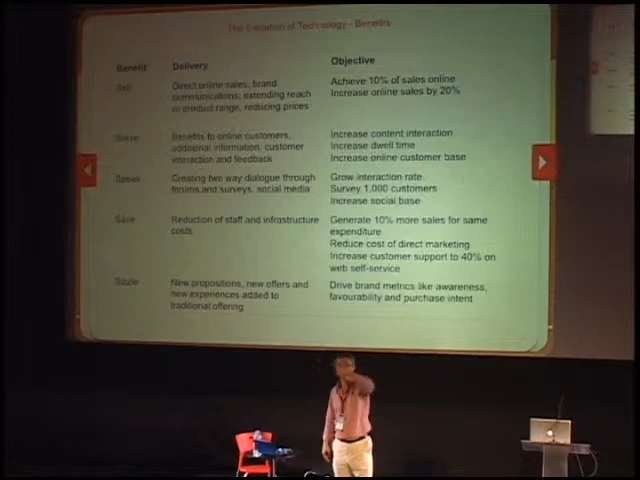 The Evolution of Technology - Benefits
Benefit Delivery Objective
Sell Direct online sales, brand communications, extending reach or product range, reducing prices
Achieve 10% of sales online
Increase online sales by 20%
Serve Benefits to online customers, additional information, customer interaction and feedback
Increase content interaction
Increase dwell time
Increase online customer base
Speak Creating two way dialogue through forums and surveys, social media
Grow interaction rate
Survey 1,000 customers
Increase social base
Save Reduction of staff and infrastructure costs
Generate 10% more sales for same expenditure
Reduce cost of direct marketing
Increase customer support to 40% on web self-service
Sizzle New propositions, new offers and new experiences added to traditional offering
Drive brand metrics like awareness, favourability and purchase intent